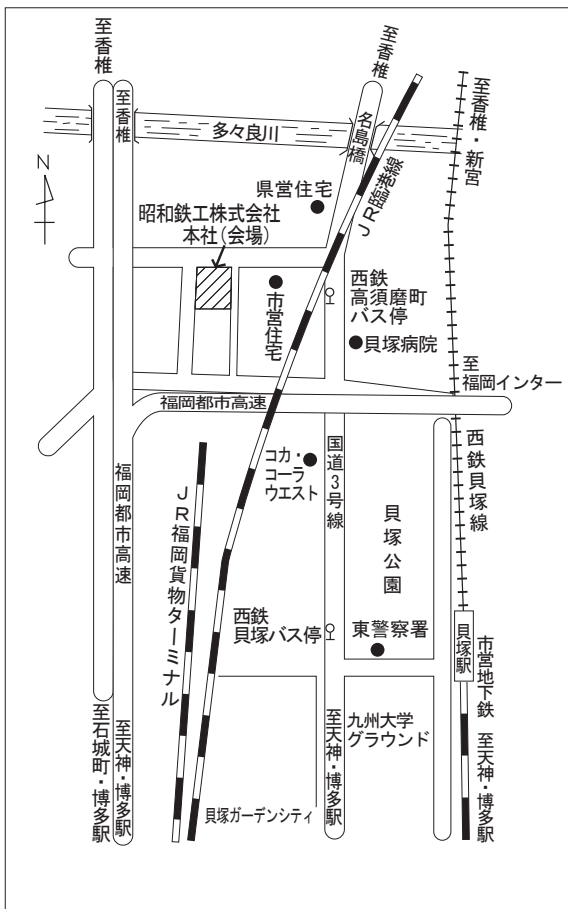 至香椎
至香椎
至香椎
至香椎・新宮
多々良川
名島橋
JR臨港線
N
県営住宅
昭和鉄工株式会社
本社(会場)
市営住宅
西鉄
高須磨町
バス停
貝塚病院
至
福岡インター
福岡都市高速
西鉄貝塚線
コカ・
コーラ
ウエスト
国道3号線
貝塚公園
福岡都市高速
JR福岡貨物ターミナル
西鉄
貝塚バス停
東警察署
貝塚駅
市営地下鉄
至天神・博多駅
九州大学
グラウンド
至天神・博多駅
至石城町・博多駅
至天神・博多駅
貝塚ガーデンシティ